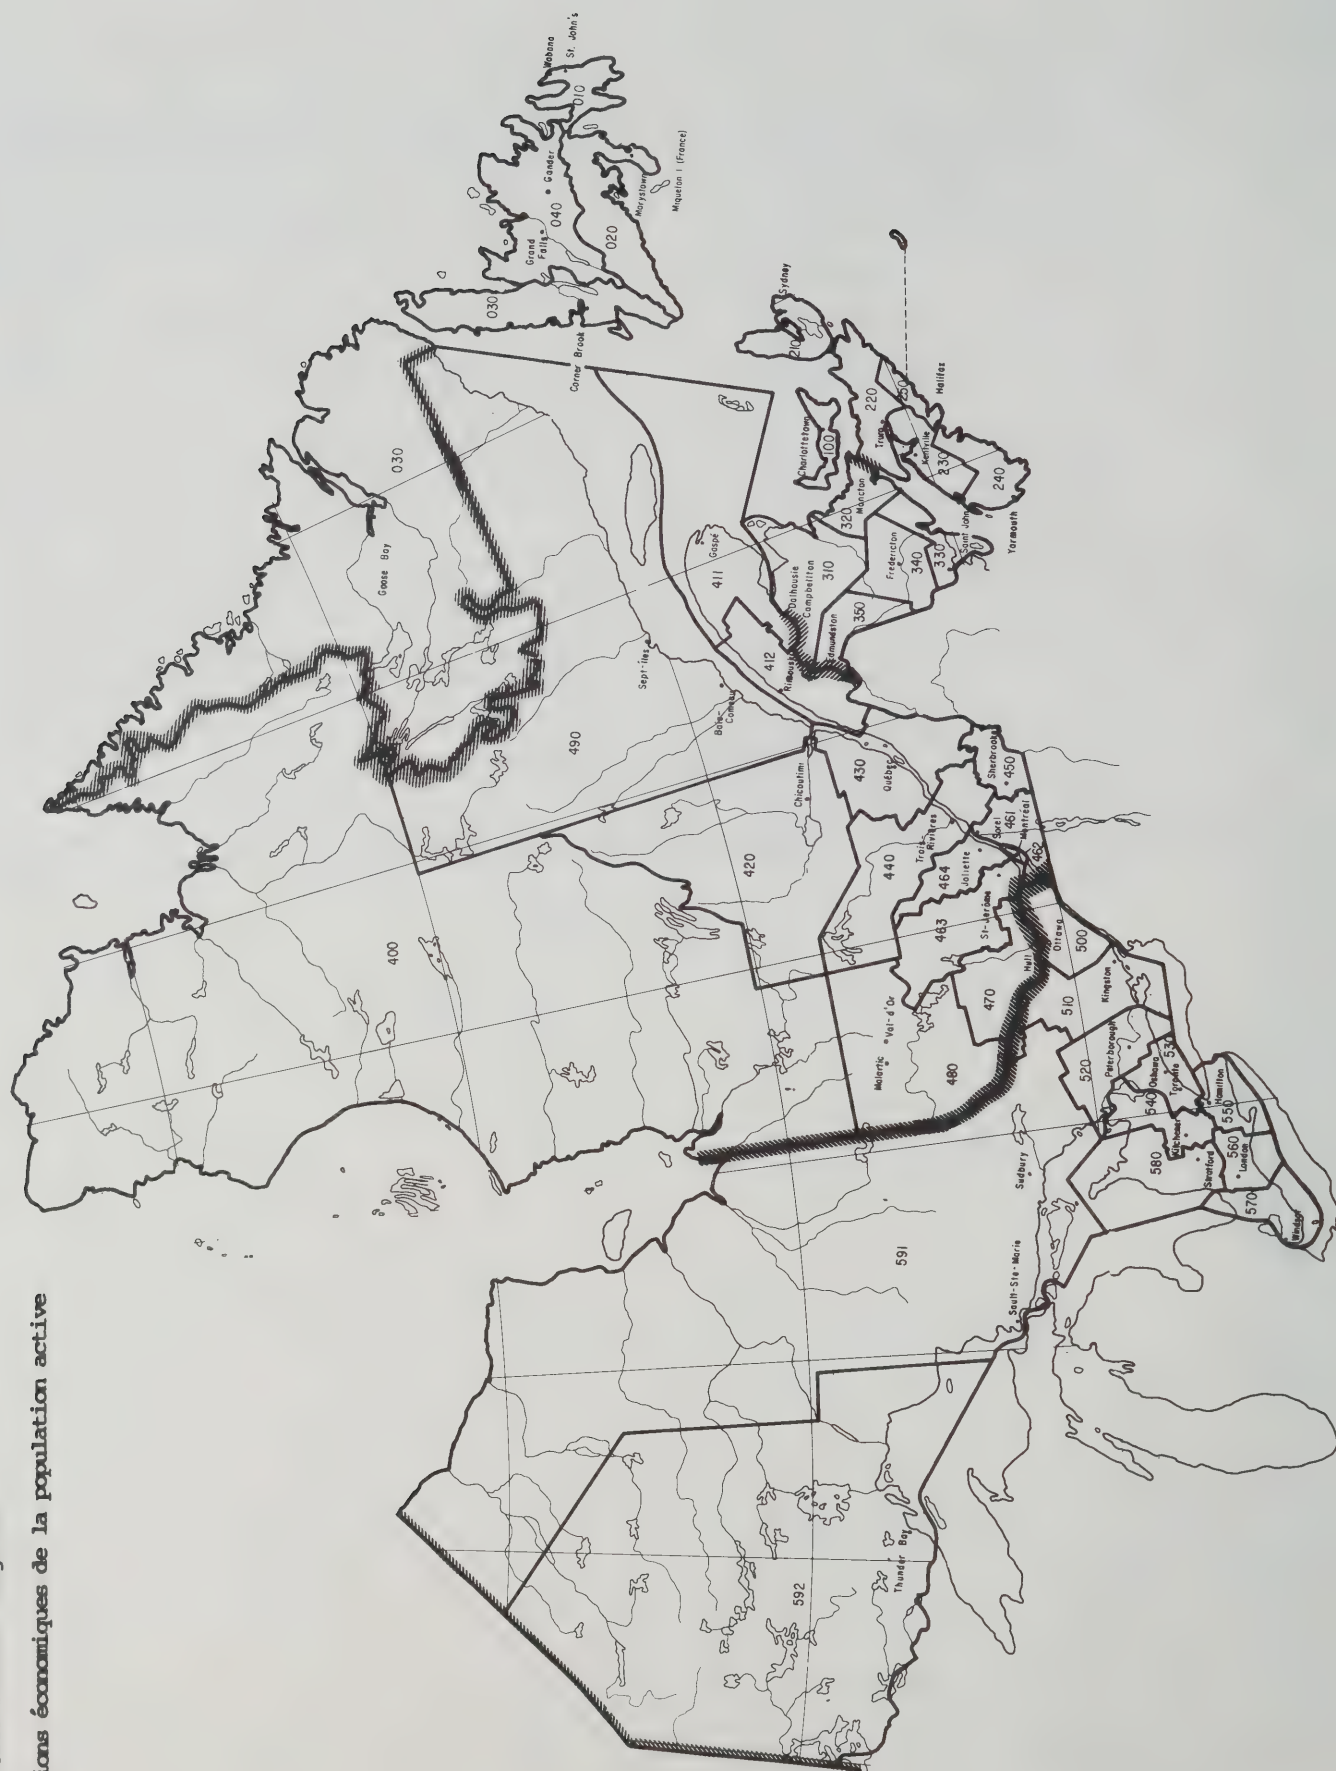 ions économiques de la population active
Wabana
St. John's
010
Gander
040
Grand
Falls
020
Marystown
Miquelon I (France)
030
Corner Brook
030
Goose Bay
Sydney
210
Charlottetown
100
220
Truro
250
Halifax
Kentville
230
240
Yarmouth
Moncton
320
Fredericton
340
330
Saint John
310
Dalhousie
Campbellton
350
Edmundston
Gaspé
411
412
Rimouski
Sept-Îles
Baie-
Comeau
490
400
420
Chicoutimi
430
Québec
Sherbrooke
450
440
Trois-
Rivières
Sorel
461
Montréal
462
464
Joliette
463
St-Jérôme
Hull
Ottawa
500
470
Malartic
Val-d'Or
480
510
Kingston
520
Peterborough
530
Oshawa
540
Toronto
Hamilton
550
Kitchener
580
Stratford
560
London
570
Windsor
Sudbury
591
Sault-Ste-Marie
592
Thunder Bay